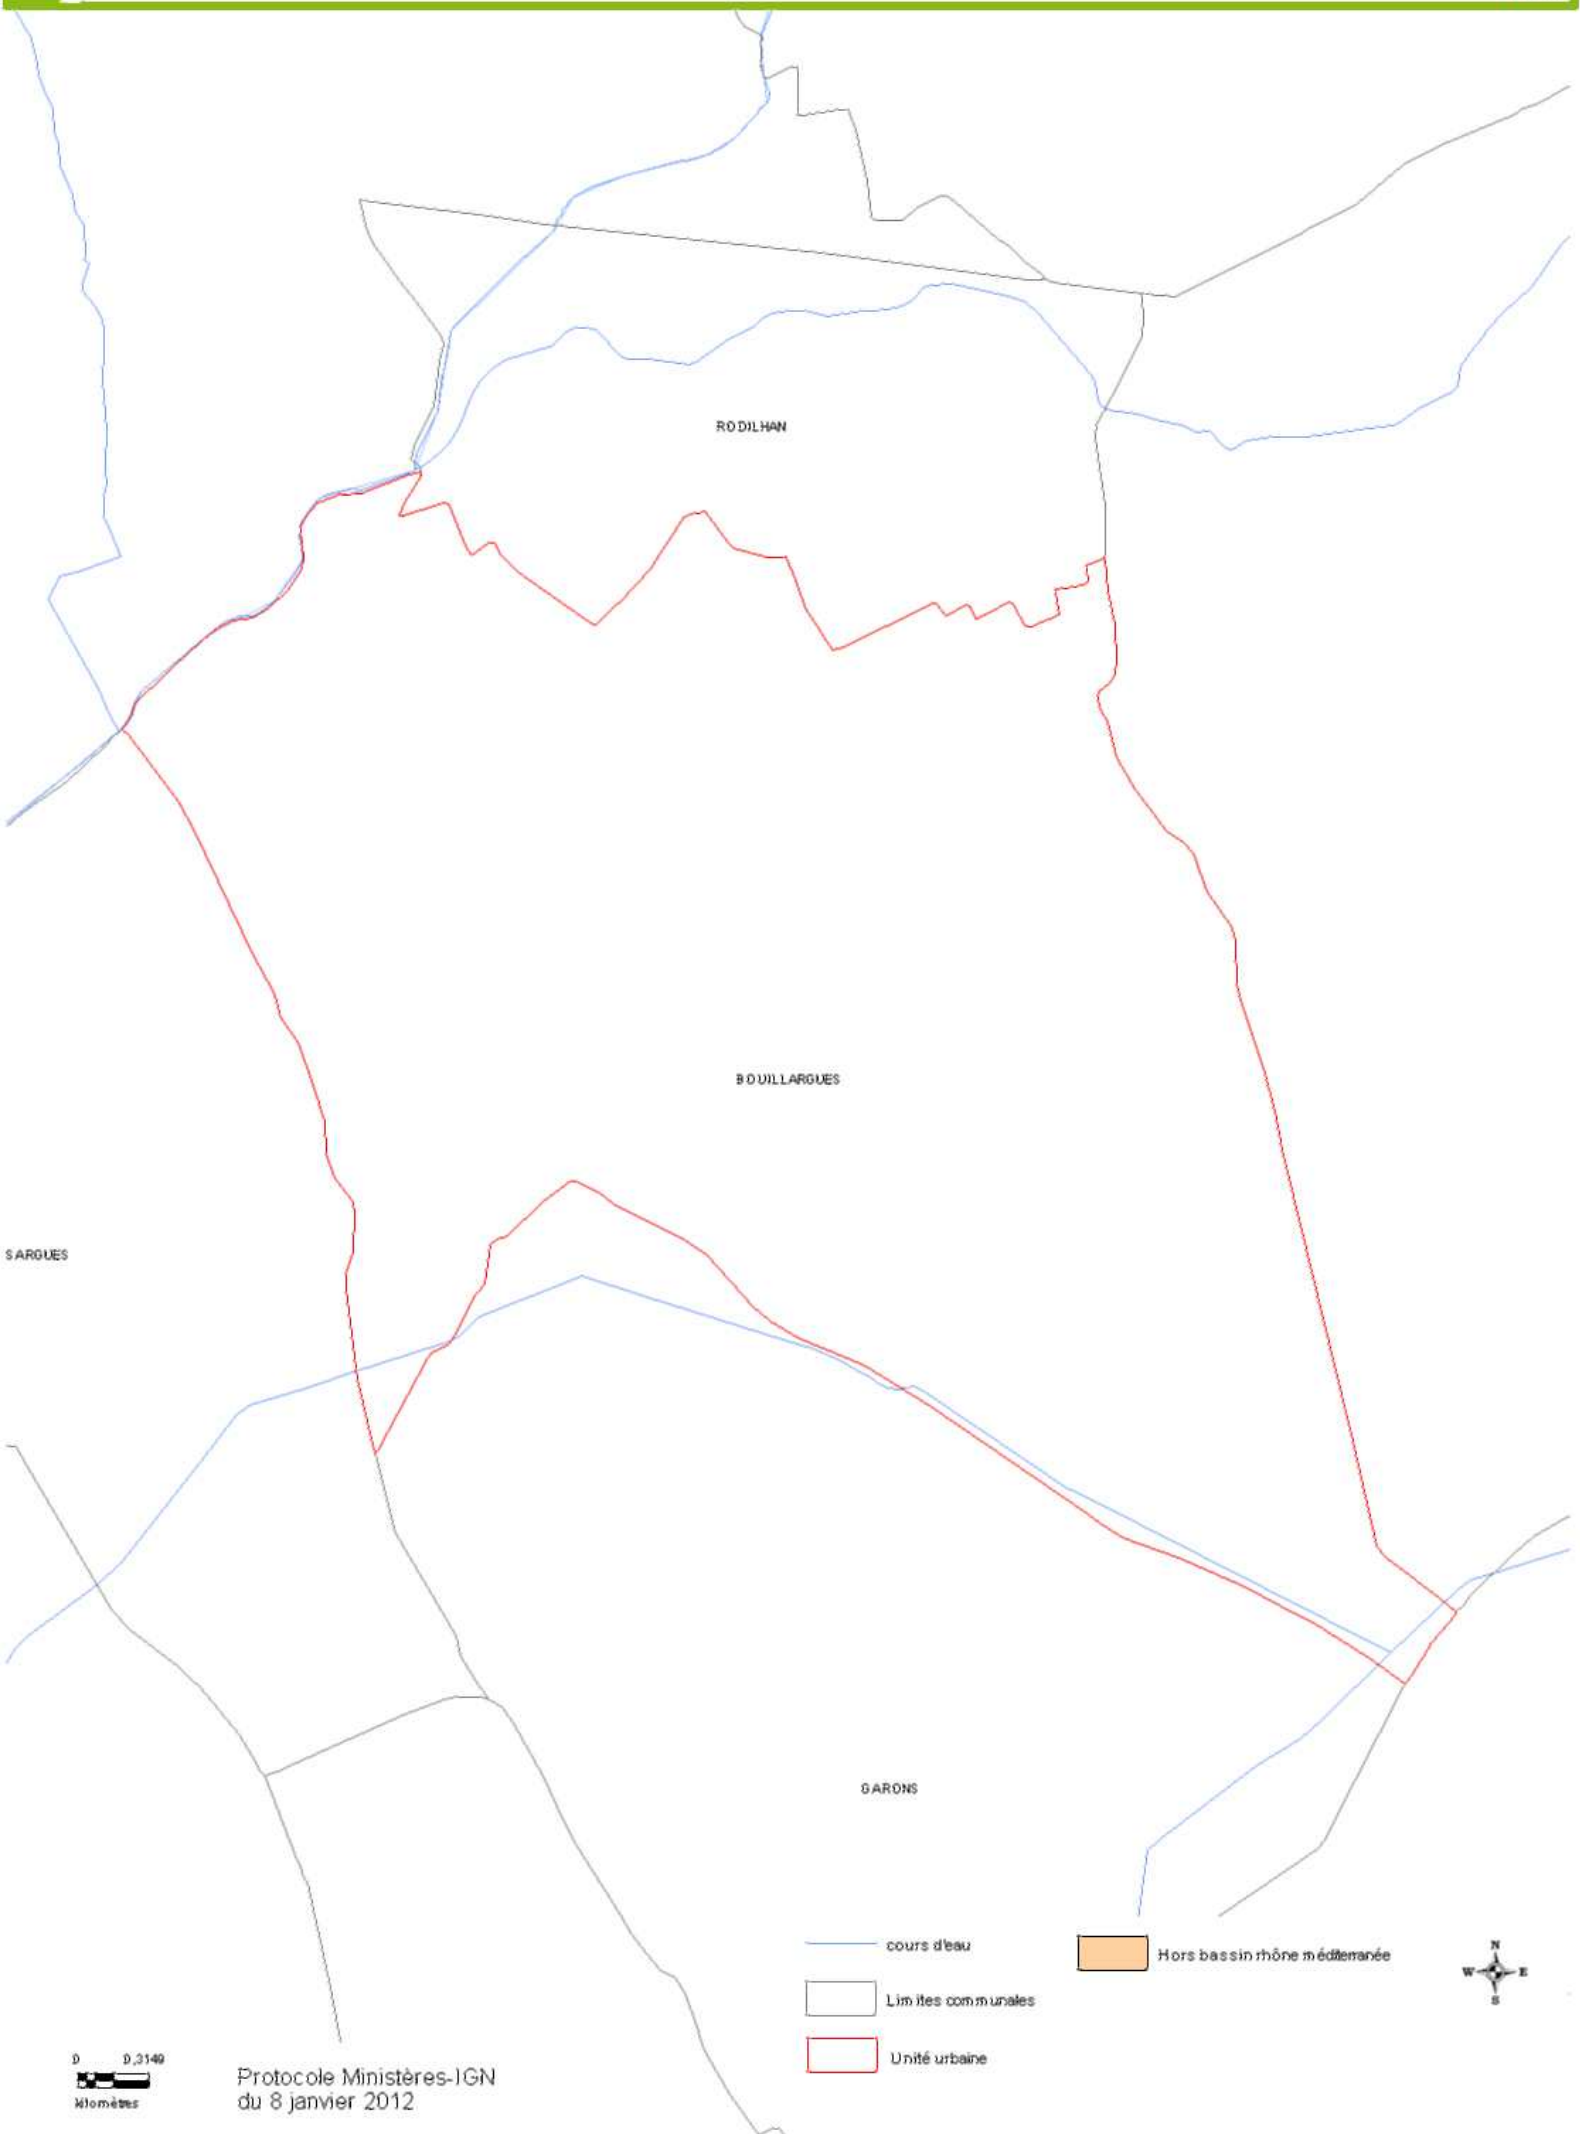 RODILHAN
BOUILLARGUES
SARGUES
GARONS
cours d'eau
Hors bassin rhône méditerranée
Limites communales
Unité urbaine
N
W E
S
0 0,3149
kilomètres
Protocole Ministères-IGN
du 8 janvier 2012